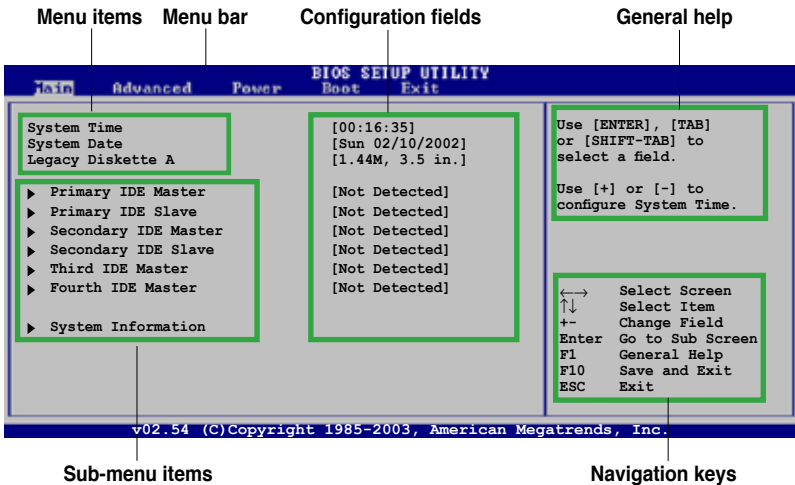 Menu items Menu bar Configuration fields General help
BIOS SETUP UTILITY
Main Advanced Power Boot Exit
System Time [00:16:35]
System Date [Sun 02/10/2002]
Legacy Diskette A [1.44M, 3.5 in.]
Primary IDE Master [Not Detected]
Primary IDE Slave [Not Detected]
Secondary IDE Master [Not Detected]
Secondary IDE Slave [Not Detected]
Third IDE Master [Not Detected]
Fourth IDE Master [Not Detected]
System Information
Use [ENTER], [TAB]
or [SHIFT-TAB] to
select a field.
Use [+] or [-] to
configure System Time.
←→ Select Screen
↑↓ Select Item
+- Change Field
Enter Go to Sub Screen
F1 General Help
F10 Save and Exit
ESC Exit
v02.54 (C)Copyright 1985-2003, American Megatrends, Inc.
Sub-menu items Navigation keys